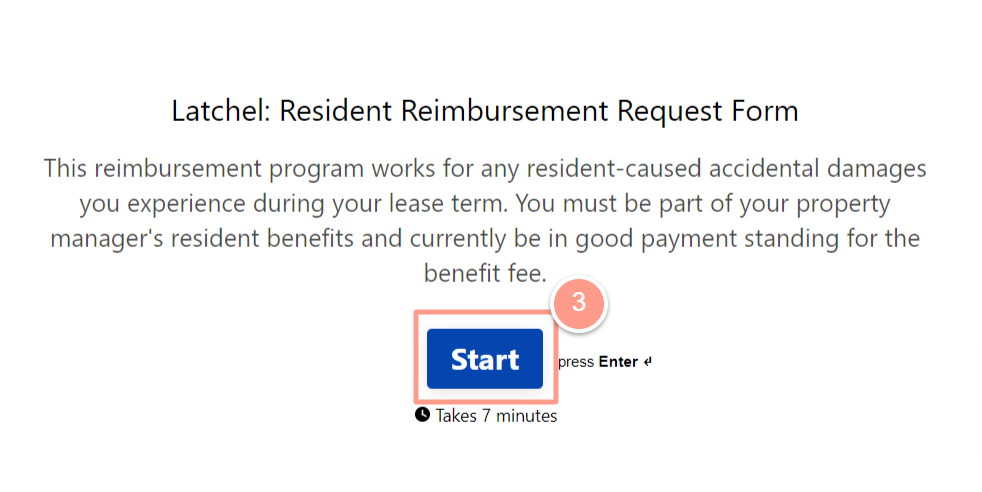 Latchel: Resident Reimbursement Request Form
This reimbursement program works for any resident-caused accidental damages
you experience during your lease term. You must be part of your property
manager's resident benefits and currently be in good payment standing for the
benefit fee.
3
Start
press Enter ↵
Takes 7 minutes